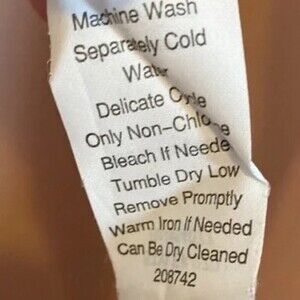 Machine Wash
Separately Cold
Water
Delicate Cycle
Only Non-Chlo e
Bleach If Neede
Tumble Dry Low
Remove Promptly
Warm Iron If Needed
Can Be Dry Cleaned
208742